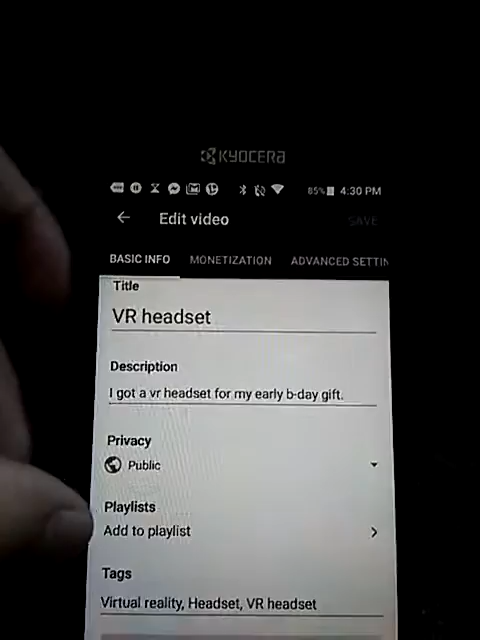 KYOCERA
85% 4:30 PM
Edit video SAVE
BASIC INFO MONETIZATION ADVANCED SETTIN
Title
VR headset
Description
I got a vr headset for my early b-day gift.
Privacy
Public
Playlists
Add to playlist
Tags
Virtual reality, Headset, VR headset